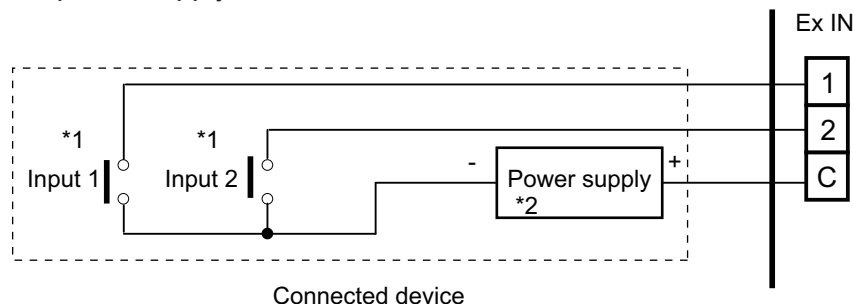 Ex IN
1
*1
*1
2
Input 1
Input 2
-
+
Power supply
*2
C
Connected device